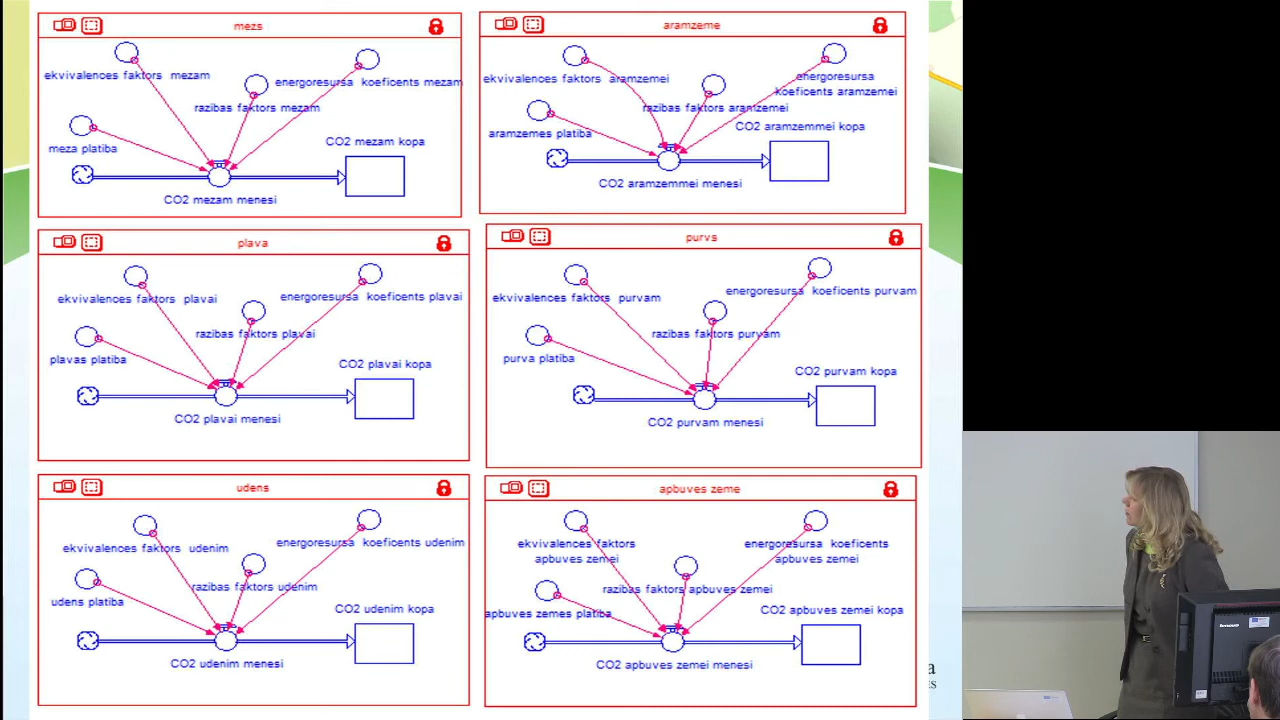 mezs
ekvivalences faktors mezam
energoresursa koeficents mezam
razibas faktors mezam
meza platiba
CO2 mezam kopa
CO2 mezam menesi
aramzeme
ekvivalences faktors aramzemei
energoresursa
koeficents aramzemei
razibas faktors aramzemei
aramzemes platiba
CO2 aramzemmei kopa
CO2 aramzemmei menesi
plava
ekvivalences faktors plavai
energoresursa koeficents plavai
razibas faktors plavai
plavas platiba
CO2 plavai kopa
CO2 plavai menesi
purvs
ekvivalences faktors purvam
energoresursa koeficents purvam
razibas faktors purvam
purva platiba
CO2 purvam kopa
CO2 purvam menesi
udens
ekvivalences faktors udenim
energoresursa koeficents udenim
razibas faktors udenim
udens platiba
CO2 udenim kopa
CO2 udenim menesi
apbuves zeme
ekvivalences faktors
apbuves zemei
energoresursa koeficents
apbuves zemei
razibas faktors apbuves zemei
apbuves zemes platiba
CO2 apbuves zemei kopa
CO2 apbuves zemei menesi
lenovo